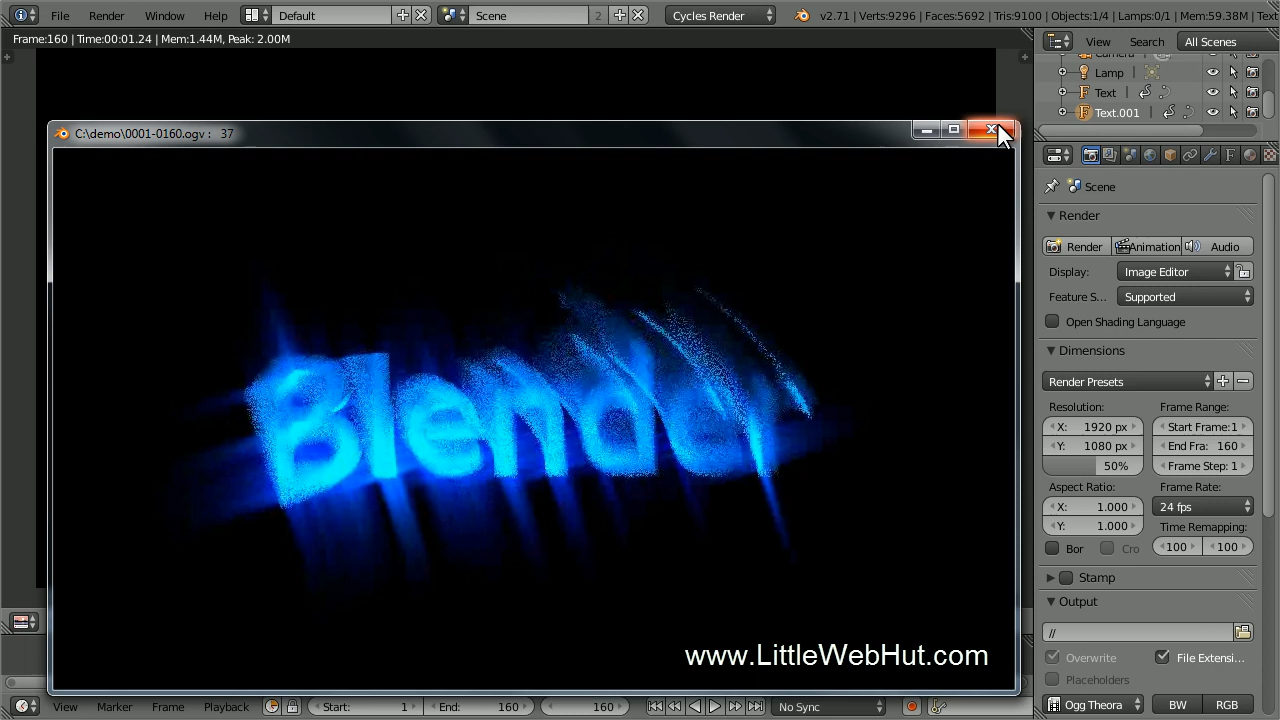 File Render Window Help Default Scene 2 Cycles Render v2.71 | Verts:9296 | Faces:5692 | Tris:9100 | Objects:1/4 | Lamps:0/1 | Mem:59.38M | Text
Frame:160 | Time:00:01.24 | Mem:1.44M, Peak: 2.00M
View Search All Scenes
Camera
Lamp
Text
Text.001
C:\demo\0001-0160.ogv : 37
Scene
Render
Render Animation Audio
Display: Image Editor
Feature S... Supported
Open Shading Language
Dimensions
Render Presets
Resolution: Frame Range:
X: 1920 px Start Frame:1
Y: 1080 px End Fra: 160
50% Frame Step: 1
Aspect Ratio: Frame Rate:
X: 1.000 24 fps
Y: 1.000 Time Remapping:
Bor Cro 100 100
Stamp
Output
//
Overwrite File Extensi...
Placeholders
Ogg Theora BW RGB
Blender
www.LittleWebHut.com
View Marker Frame Playback Start: 1 End: 160 160 No Sync